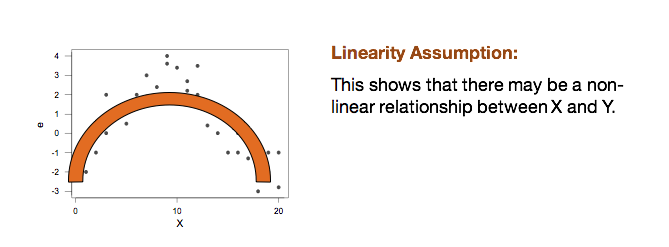 Linearity Assumption:
This shows that there may be a non-
linear relationship between X and Y.
4
3
2
1
0
-1
-2
-3
e
0
10
20
X